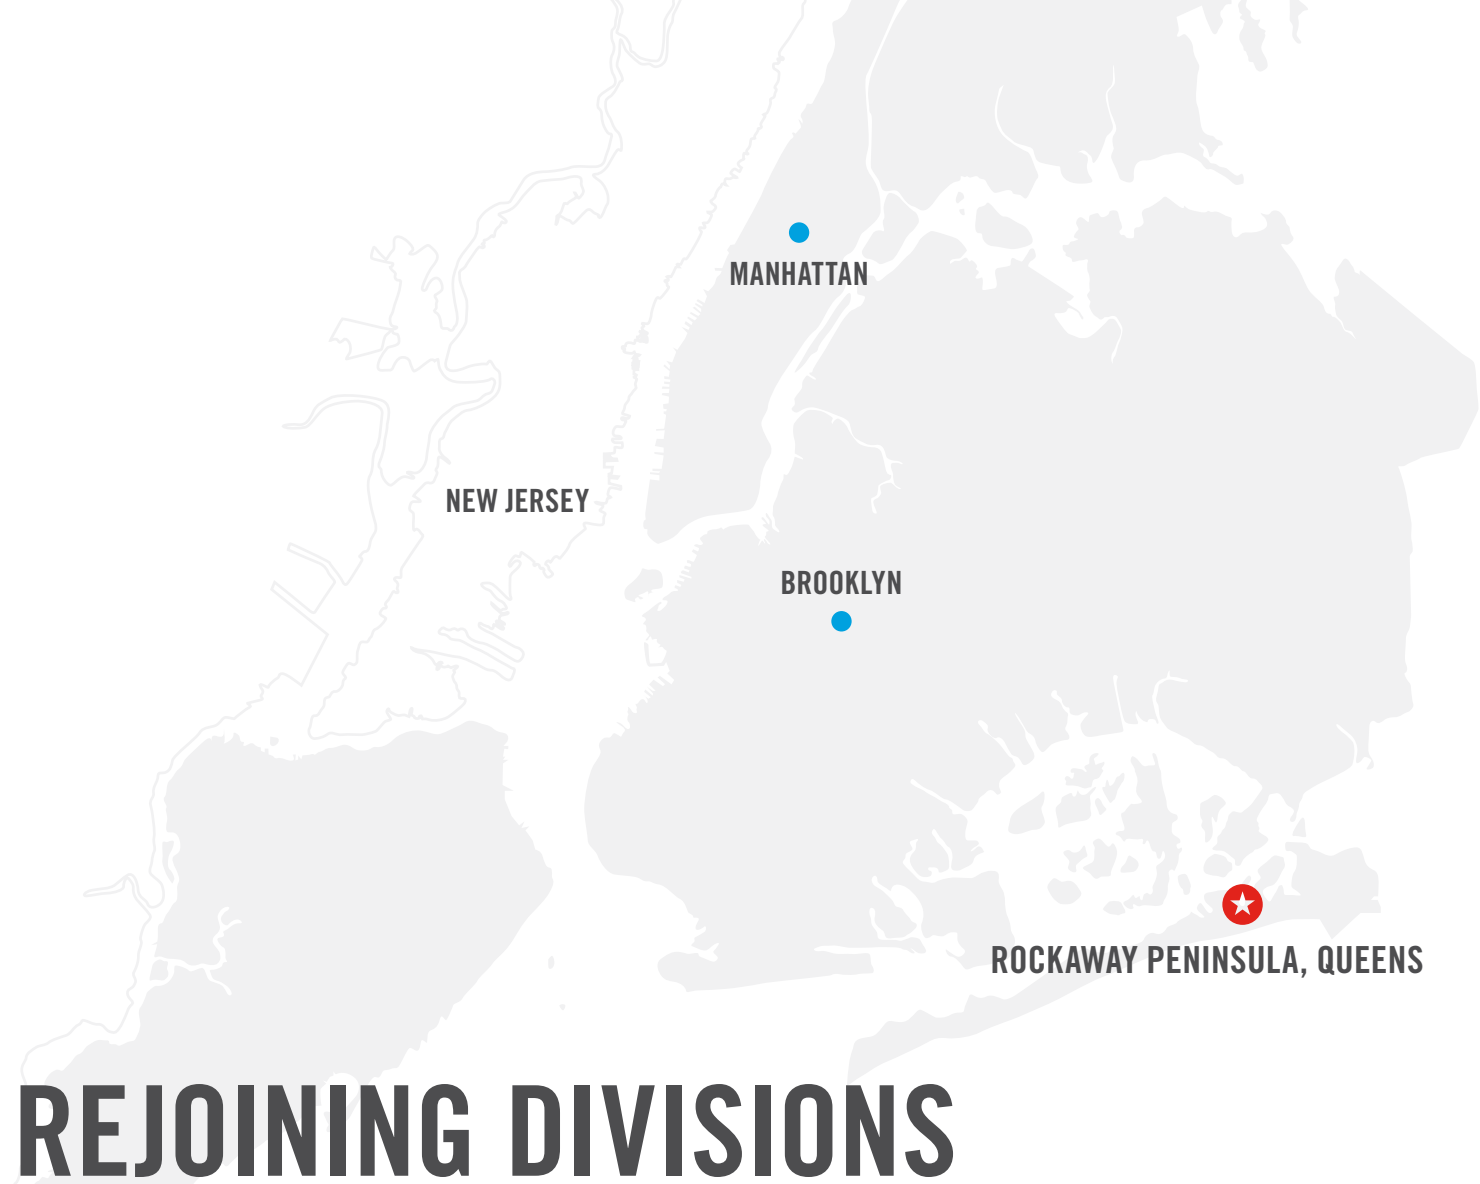 MANHATTAN
NEW JERSEY
BROOKLYN
ROCKAWAY PENINSULA, QUEENS
REJOINING DIVISIONS